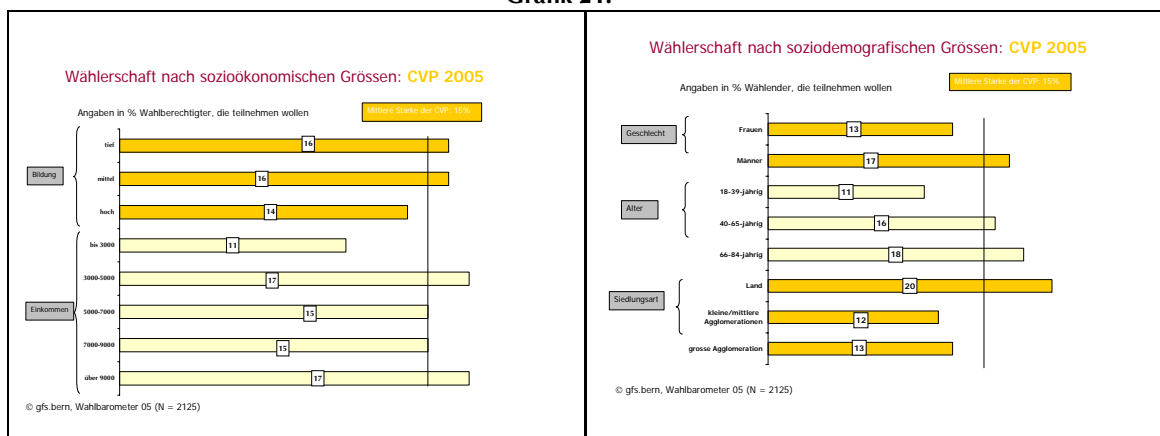 Grafik 21:
Wählerschaft nach sozioökonomischen Grössen: CVP 2005
Angaben in % Wahlberechtigter, die teilnehmen wollen
Mittlere Stärke der CVP: 15%
Bildung
tief
16
mittel
16
hoch
14
Einkommen
bis 3000
11
3000-5000
17
5000-7000
15
7000-9000
15
über 9000
17
© gfs.bern, Wahlbarometer 05 (N = 2125)
Wählerschaft nach soziodemografischen Grössen: CVP 2005
Angaben in % Wählender, die teilnehmen wollen
Mittlere Stärke der CVP: 15%
Geschlecht
Frauen
13
Männer
17
Alter
18-39-jährig
11
40-65-jährig
16
66-84-jährig
18
Siedlungsart
Land
20
kleine/mittlere
Agglomerationen
12
grosse Agglomeration
13
© gfs.bern, Wahlbarometer 05 (N = 2125)